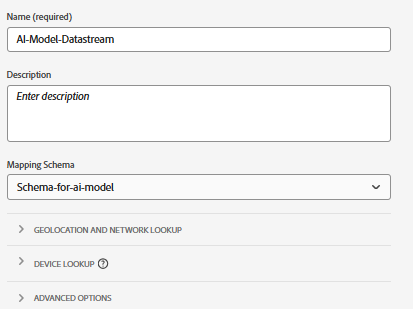 Name (required)
AI-Model-Datastream
Description
Enter description
Mapping Schema
Schema-for-ai-model
GEOLOCATION AND NETWORK LOOKUP
DEVICE LOOKUP ?
ADVANCED OPTIONS